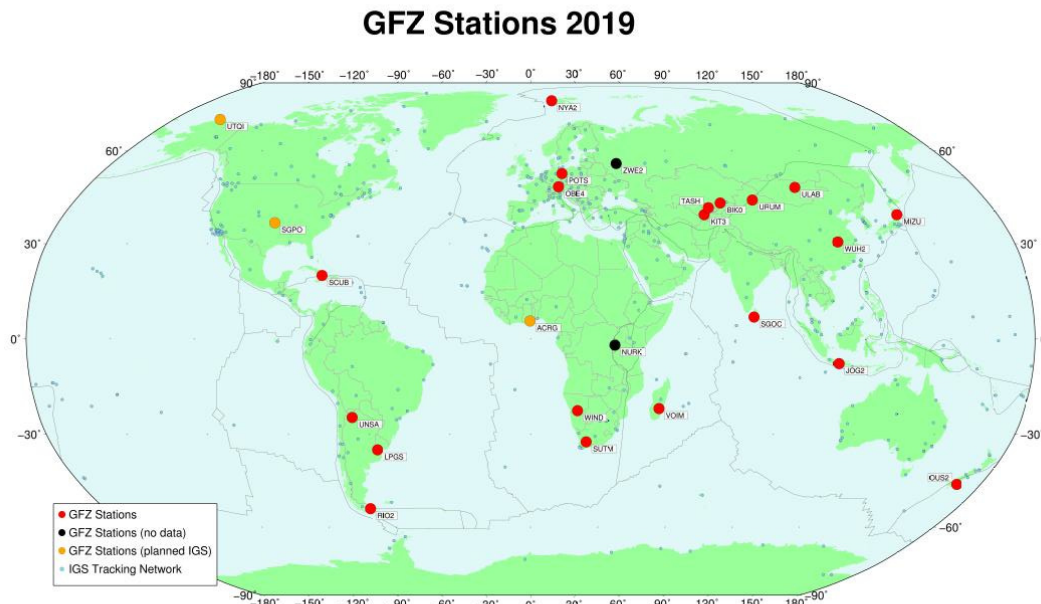 GFZ Stations 2019
−180° −150° −120° −90° −60° −30° 0° 30° 60° 90° 120° 150° 180°
90° 90°
NYA2
UTQI
60° 60°
ZWE2
POTS
OBE4
ULAB
TASH
URUM
BIK0
KIT3
MIZU
SGPO
30° 30°
WUH2
SCUB
SGOC
ACRG
0°
NURK
JOG2
WIND
VOIM
UNSA
−30° −30
SUTM
LPGS
OUS2
RIO2
−60°
GFZ Stations
GFZ Stations (no data)
GFZ Stations (planned IGS)
IGS Tracking Network
−90° −90°
−180° −150° −120° −90° −60° −30° 0° 30° 60° 90° 120° 150° 180°